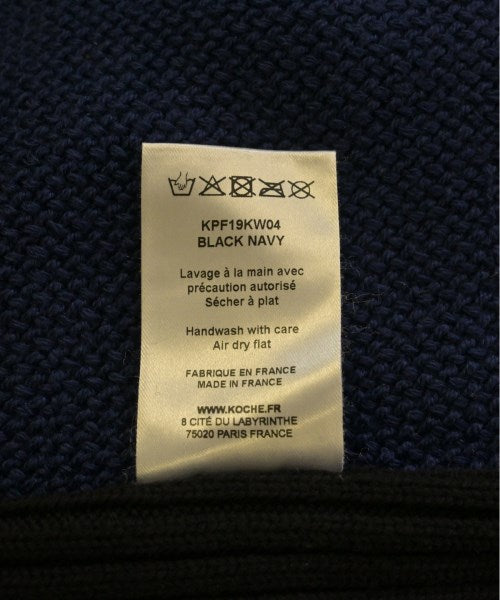 KPF19KW04
BLACK NAVY
Lavage à la main avec
précaution autorisé
Sécher à plat
Handwash with care
Air dry flat
FABRIQUE EN FRANCE
MADE IN FRANCE
WWW.KOCHE.FR
8 CITÉ DU LABYRINTHE
75020 PARIS FRANCE